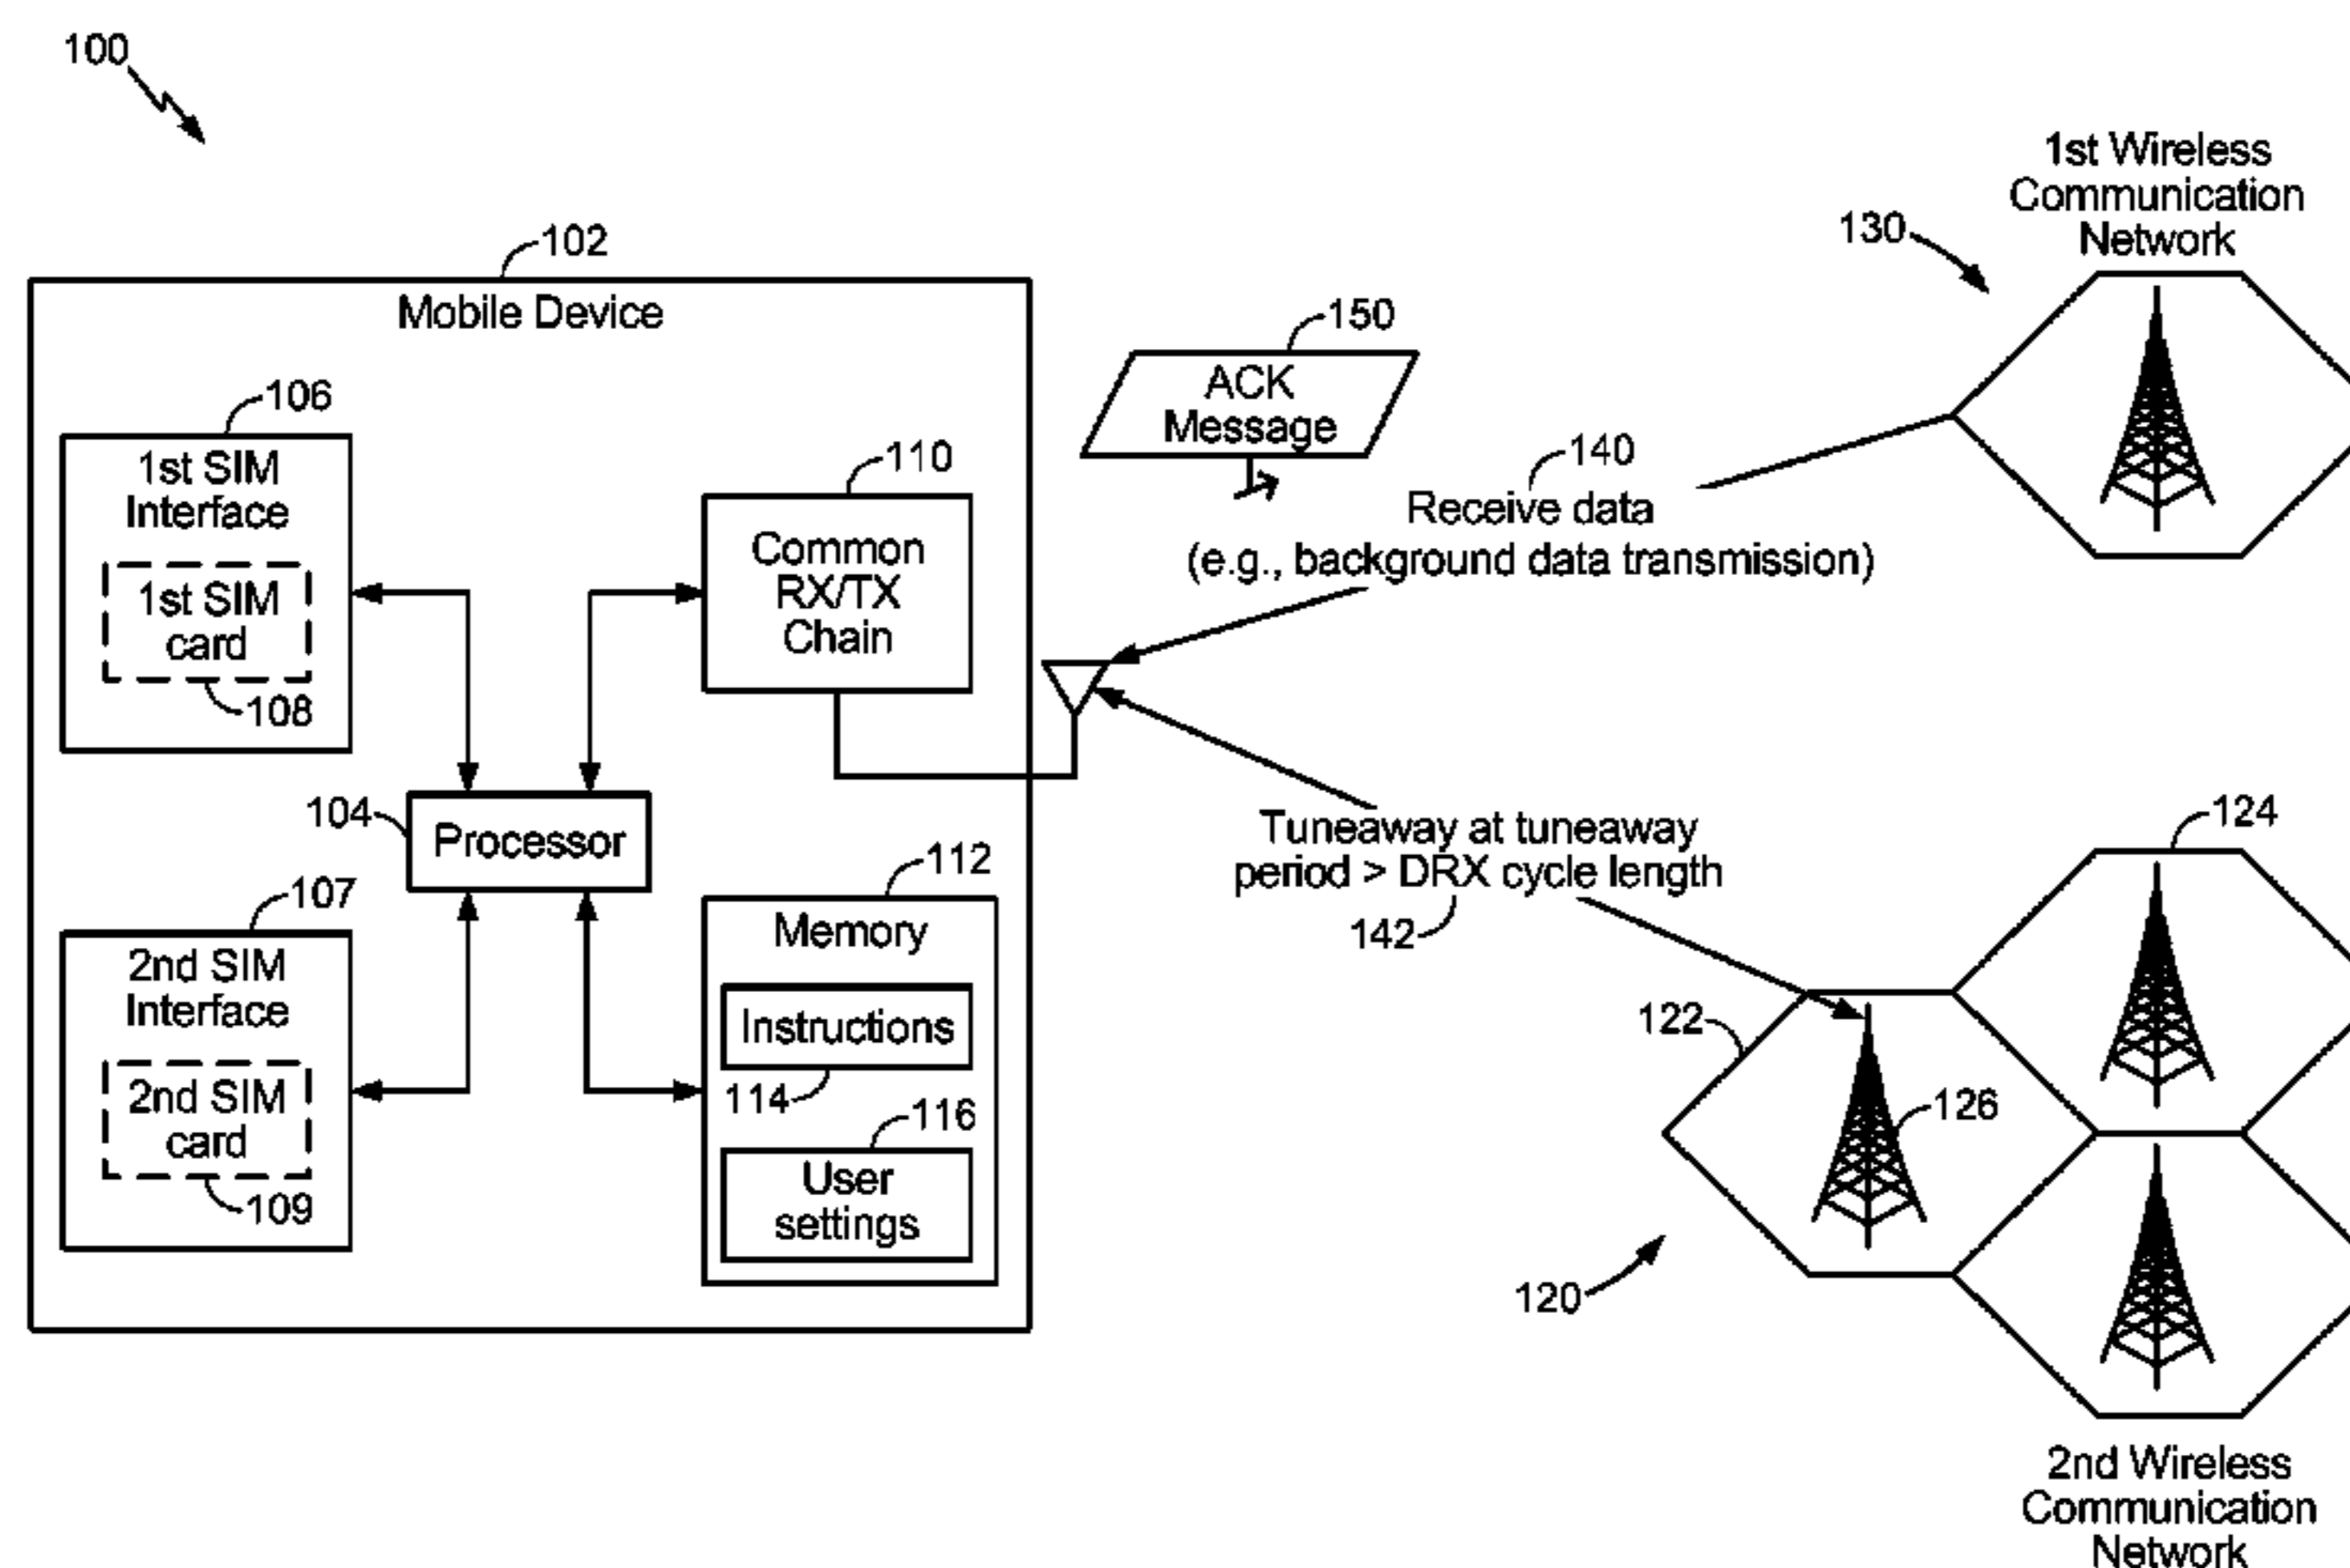 100
1st Wireless
Communication
Network
130
102
Mobile Device
150
ACK
Message
106
1st SIM
Interface
1st SIM
card
108
110
Common
RX/TX
Chain
140
Receive data
(e.g., background data transmission)
104
Processor
Tuneaway at tuneaway
period > DRX cycle length
142
124
107
2nd SIM
Interface
2nd SIM
card
109
112
Memory
Instructions
114
116
User
settings
122
126
120
2nd Wireless
Communication
Network